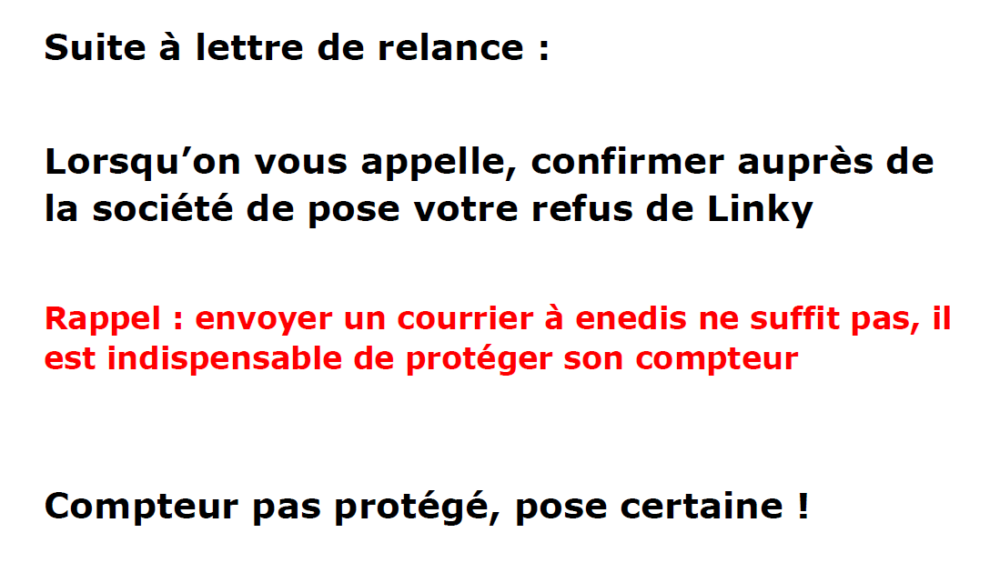 Suite à lettre de relance :
Lorsqu’on vous appelle, confirmer auprès de
la société de pose votre refus de Linky
Rappel : envoyer un courrier à enedis ne suffit pas, il
est indispensable de protéger son compteur
Compteur pas protégé, pose certaine !